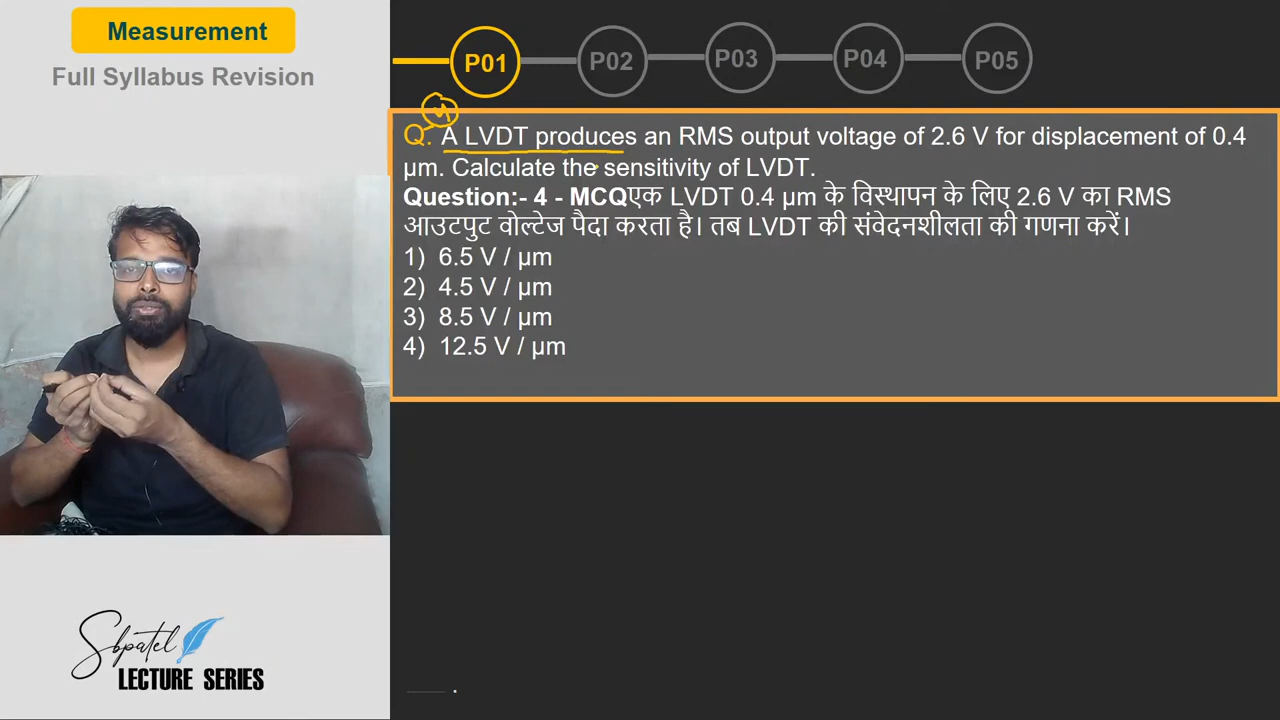 Measurement
Full Syllabus Revision
P01
P02
P03
P04
P05
4
Q. A LVDT produces an RMS output voltage of 2.6 V for displacement of 0.4
µm. Calculate the sensitivity of LVDT.
Question:- 4 - MCQएक LVDT 0.4 µm के विस्थापन के लिए 2.6 V का RMS
आउटपुट वोल्टेज पैदा करता है। तब LVDT की संवेदनशीलता की गणना करें।
1) 6.5 V / µm
2) 4.5 V / µm
3) 8.5 V / µm
4) 12.5 V / µm
Sbpatel
LECTURE SERIES